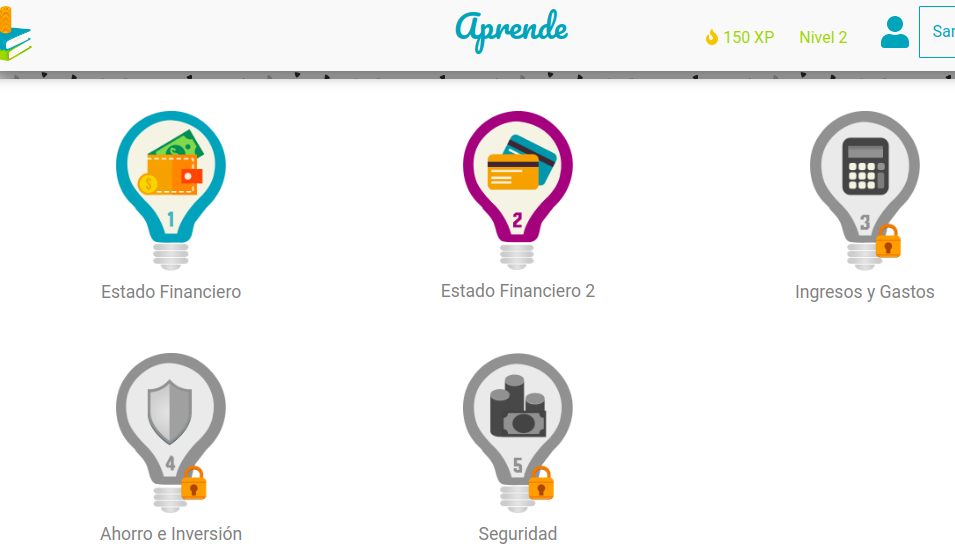 Aprende
150 XP
Nivel 2
1
2
3
Estado Financiero
Estado Financiero 2
Ingresos y Gastos
4
5
Ahorro e Inversión
Seguridad